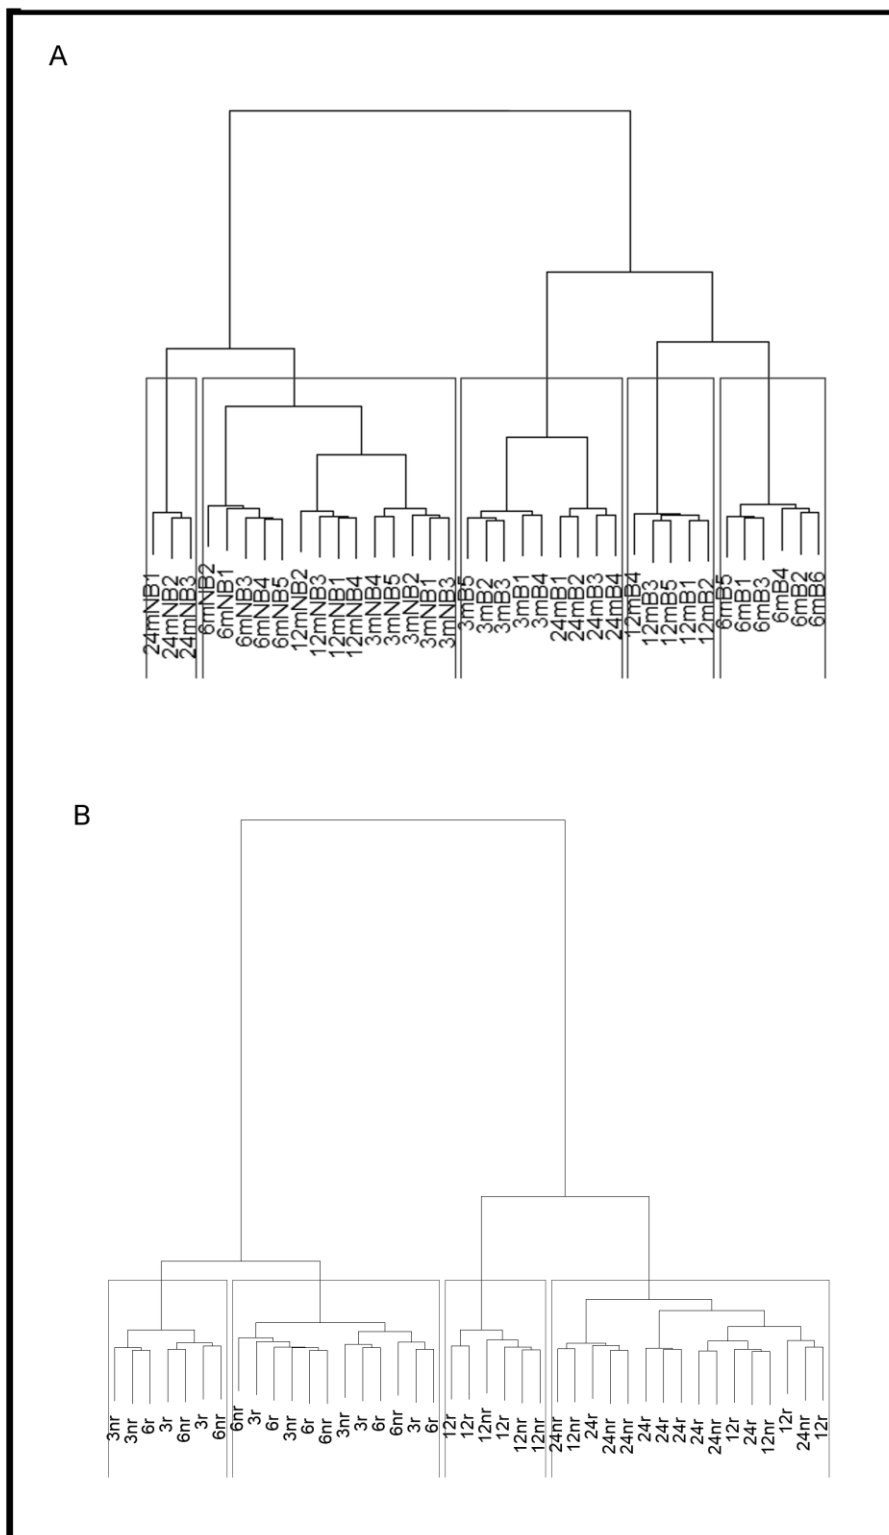 A
24mNB1
24mNB2
24mNB3
6mNB2
6mNB1
6mNB3
6mNB4
6mNB5
12mNB2
12mNB3
12mNB1
12mNB4
3mNB4
3mNB5
3mNB2
3mNB1
3mNB3
3mB5
3mB2
3mB3
3mB1
3mB4
24mB1
24mB2
24mB3
24mB4
12mB4
12mB3
12mB5
12mB1
12mB2
6mB5
6mB1
6mB3
6mB4
6mB2
6mB6
B
3nr
3nr
6r
3r
6nr
3r
6nr
6nr
3r
6r
3nr
6r
6nr
3nr
3r
6r
6nr
3r
6r
12r
12r
12nr
12r
12nr
12nr
24nr
12nr
24r
24nr
24nr
24r
24r
24r
24r
24nr
12r
24r
12nr
12r
24nr
12r